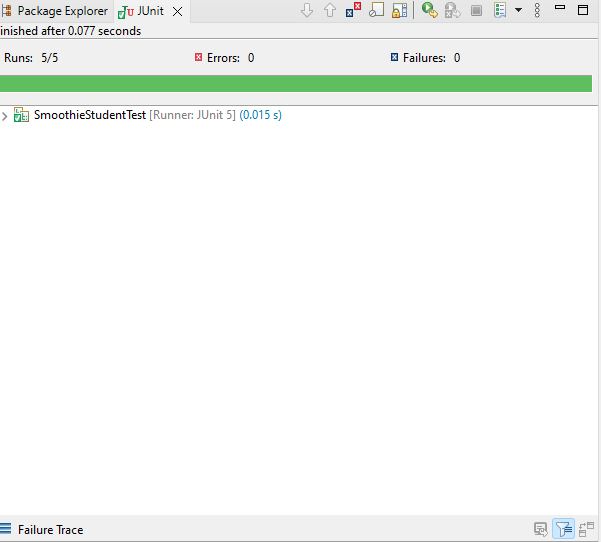 Package Explorer JUnit
inished after 0.077 seconds
Runs: 5/5 Errors: 0 Failures: 0
SmoothieStudentTest [Runner: JUnit 5] (0.015 s)
Failure Trace